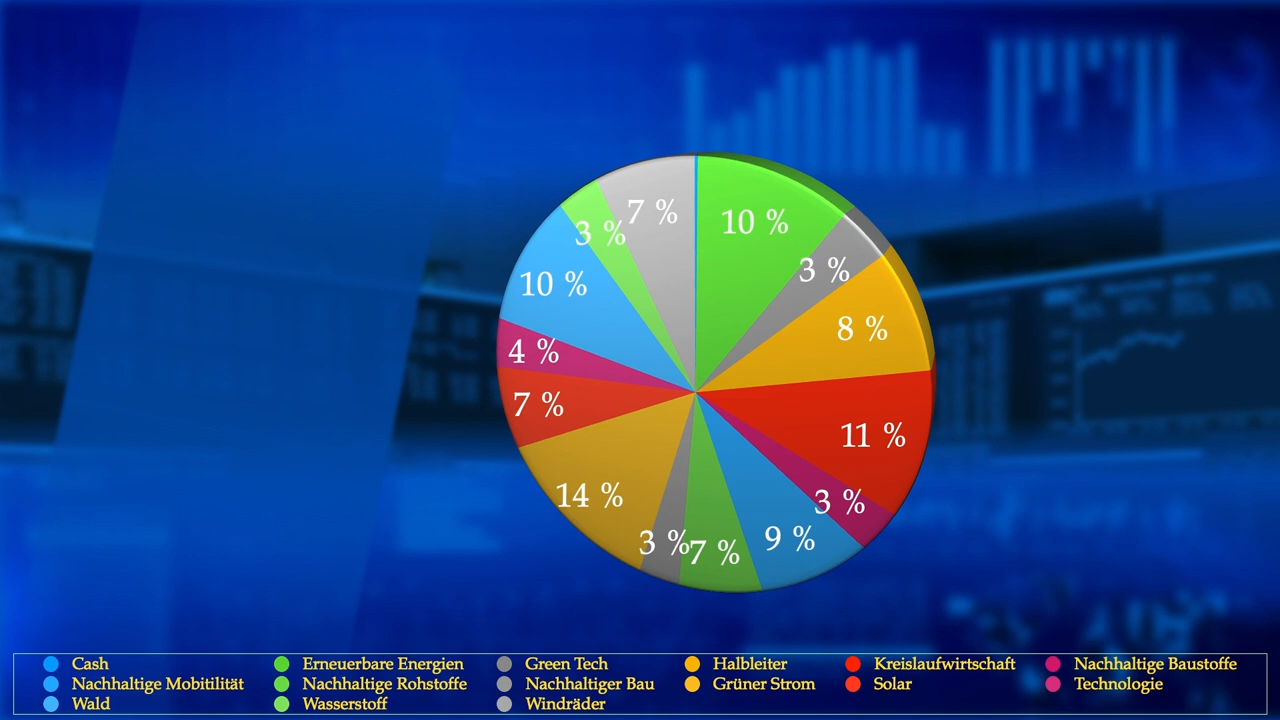 7 %
10 %
3 %
3 %
10 %
8 %
4 %
7 %
11 %
14 %
3 %
9 %
3 %
7 %
Cash
Erneuerbare Energien
Green Tech
Halbleiter
Kreislaufwirtschaft
Nachhaltige Baustoffe
Nachhaltige Mobitilität
Nachhaltige Rohstoffe
Nachhaltiger Bau
Grüner Strom
Solar
Technologie
Wald
Wasserstoff
Windräder